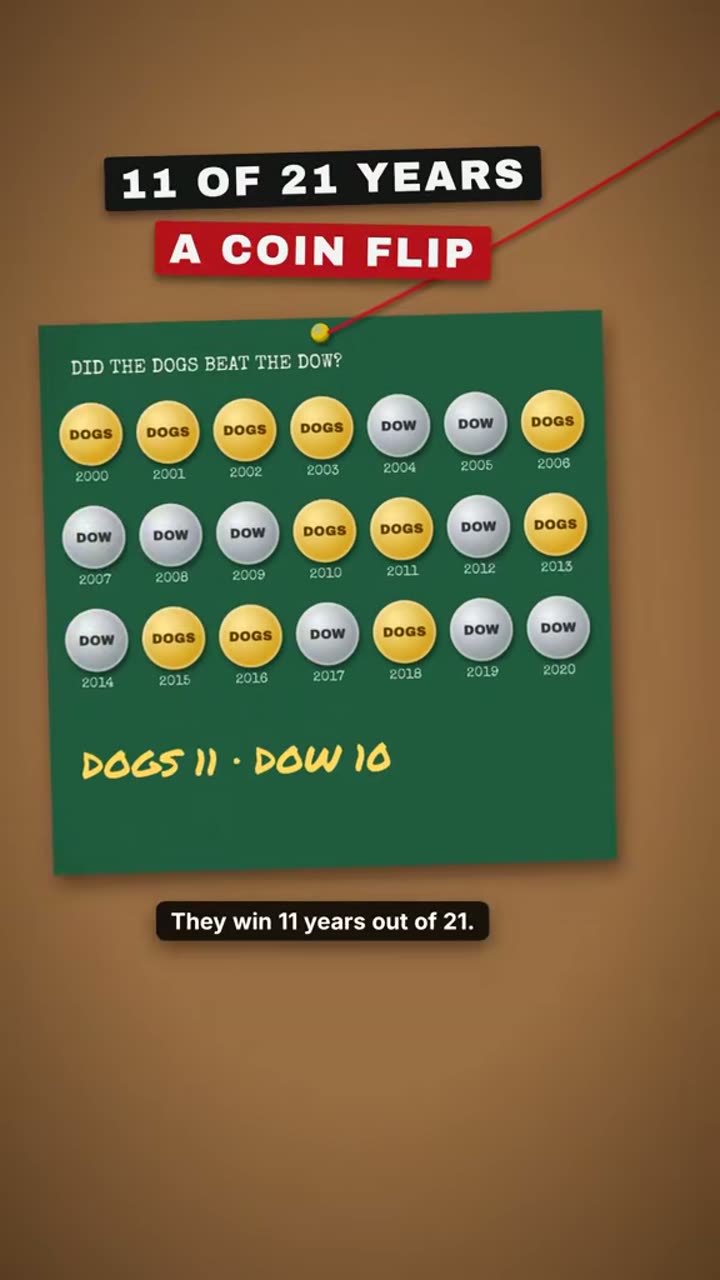 11 OF 21 YEARS
A COIN FLIP
DID THE DOGS BEAT THE DOW?
DOGS DOGS DOGS DOGS DOW DOW DOGS
2000 2001 2002 2003 2004 2005 2006
DOW DOW DOW DOGS DOGS DOW DOGS
2007 2008 2009 2010 2011 2012 2013
DOW DOGS DOGS DOW DOGS DOW DOW
2014 2015 2016 2017 2018 2019 2020
DOGS 11 · DOW 10
They win 11 years out of 21.